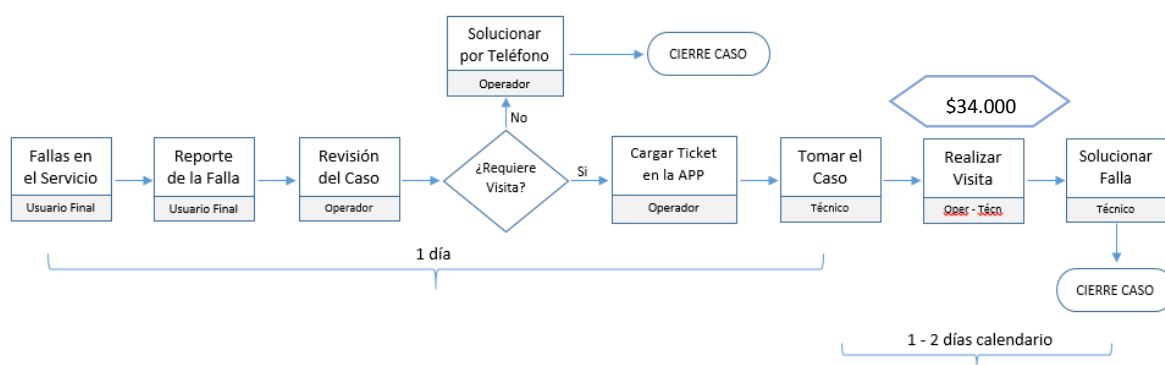 Solucionar
por Teléfono
Operador
CIERRE CASO
$34.000
No
Fallas en
el Servicio
Usuario Final
Reporte
de la Falla
Usuario Final
Revisión
del Caso
Operador
¿Requiere
Visita?
Si
Cargar Ticket
en la APP
Operador
Tomar el
Caso
Técnico
Realizar
Visita
Oper - Técn
Solucionar
Falla
Técnico
1 día
CIERRE CASO
1 - 2 días calendario